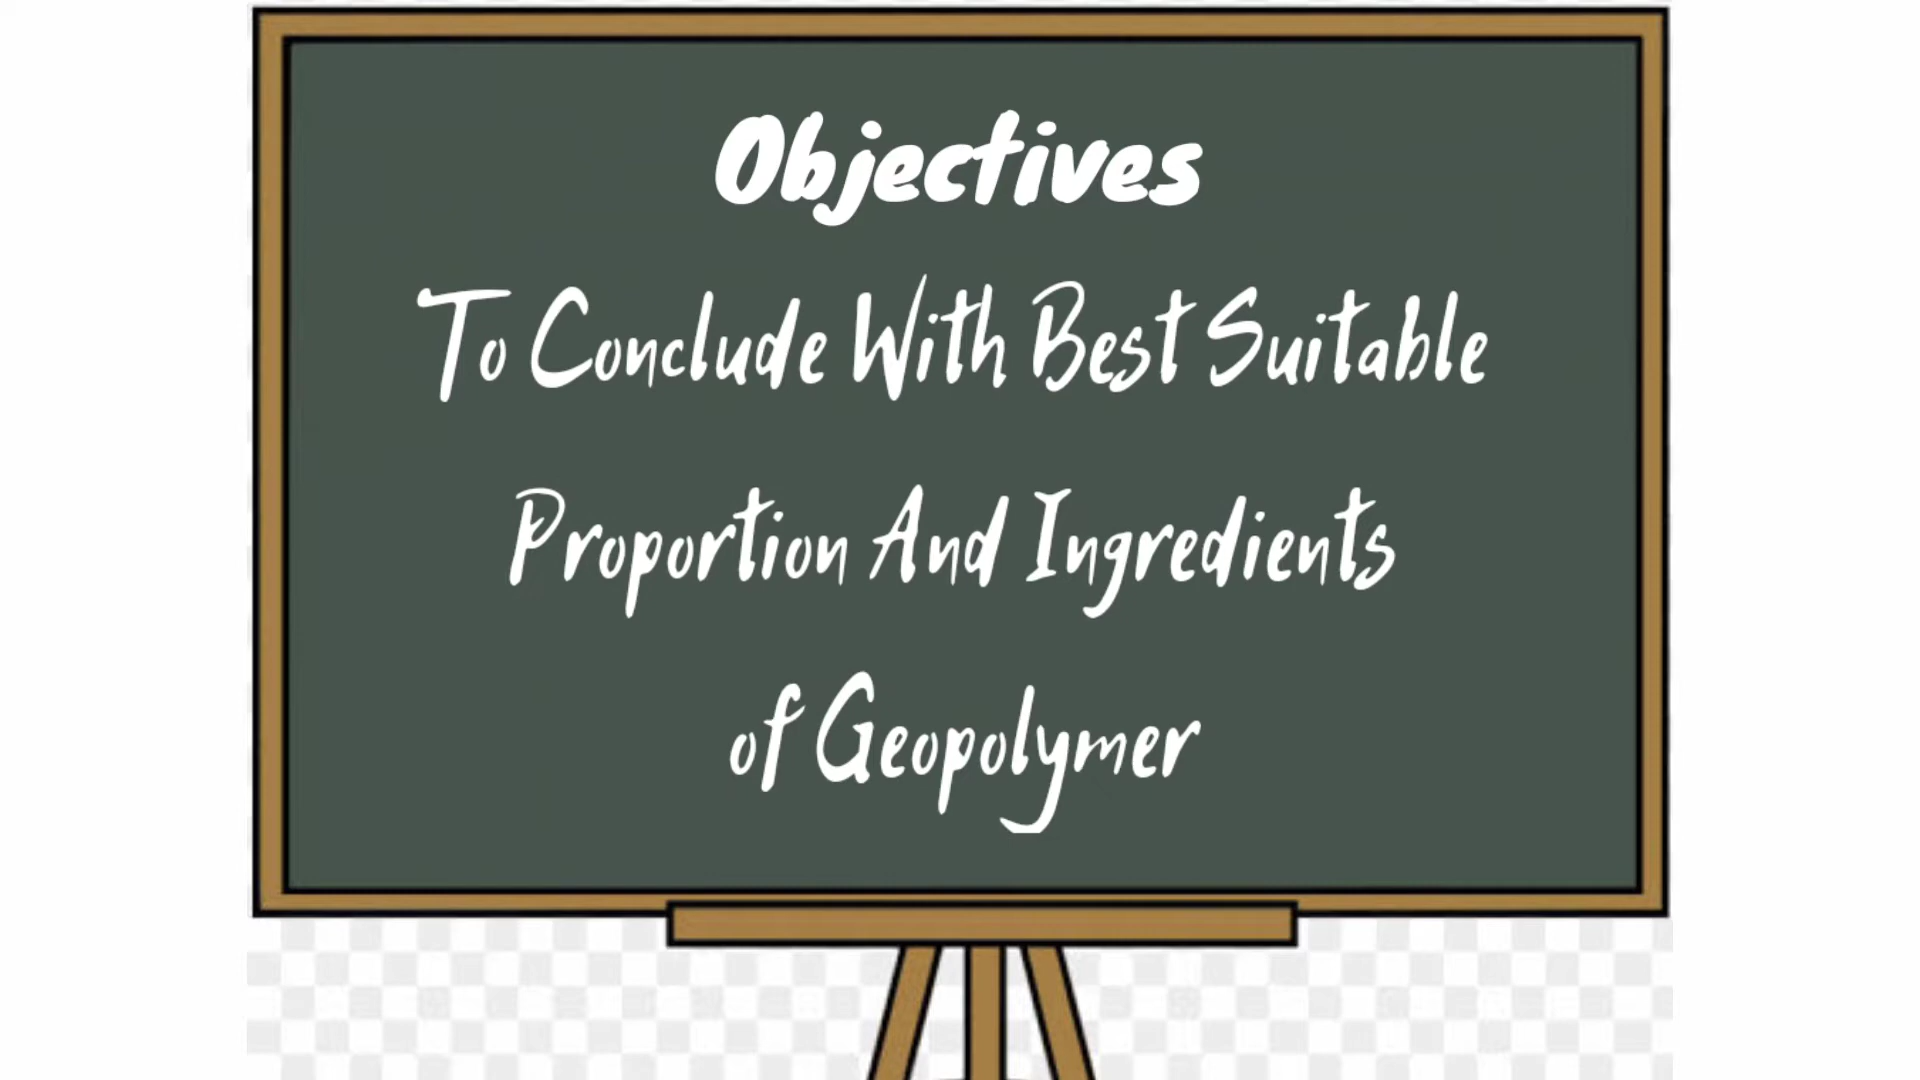 Objectives
To Conclude With Best Suitable
Proportion And Ingredients
of Geopolymer